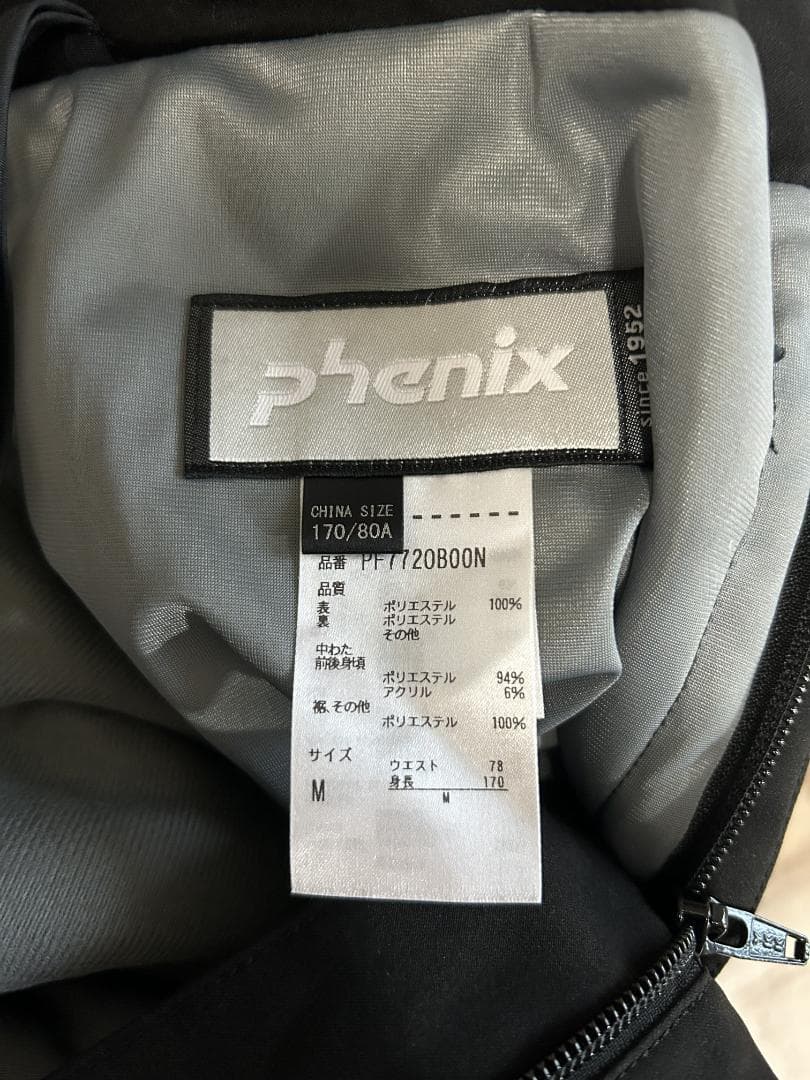 phenix
since 1952
CHINA SIZE
170/80A
品番 PF7720B00N
品質
表 ポリエステル 100%
裏 ポリエステル
その他
中わた
前後身頃
ポリエステル 94%
アクリル 6%
裾、その他
ポリエステル 100%
サイズ
ウエスト 78
M 身長 170
M
YKK